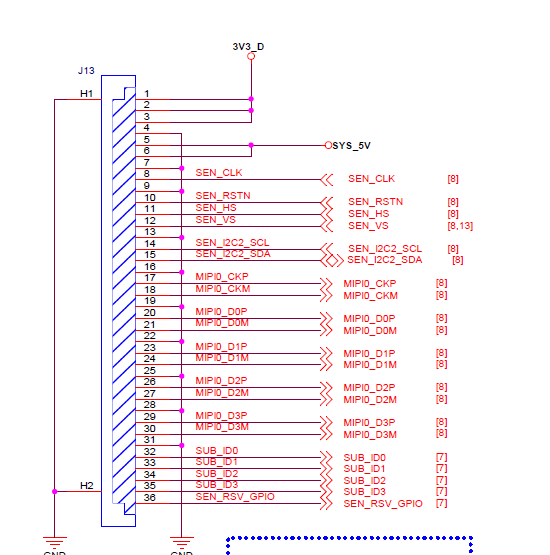 3V3_D
J13
H1
1
2
3
4
5 SYS_5V
6
7
8 SEN_CLK SEN_CLK [8]
9
10 SEN_RSTN SEN_RSTN [8]
11 SEN_HS SEN_HS [8]
12 SEN_VS SEN_VS [8,13]
13
14 SEN_I2C2_SCL SEN_I2C2_SCL [8]
15 SEN_I2C2_SDA SEN_I2C2_SDA [8]
16
17 MIPI0_CKP MIPI0_CKP [8]
18 MIPI0_CKM MIPI0_CKM [8]
19
20 MIPI0_D0P MIPI0_D0P [8]
21 MIPI0_D0M MIPI0_D0M [8]
22
23 MIPI0_D1P MIPI0_D1P [8]
24 MIPI0_D1M MIPI0_D1M [8]
25
26 MIPI0_D2P MIPI0_D2P [8]
27 MIPI0_D2M MIPI0_D2M [8]
28
29 MIPI0_D3P MIPI0_D3P [8]
30 MIPI0_D3M MIPI0_D3M [8]
31
32 SUB_ID0 SUB_ID0 [7]
33 SUB_ID1 SUB_ID1 [7]
34 SUB_ID2 SUB_ID2 [7]
H2 35 SUB_ID3 SUB_ID3 [7]
36 SEN_RSV_GPIO SEN_RSV_GPIO [7]
GND GND